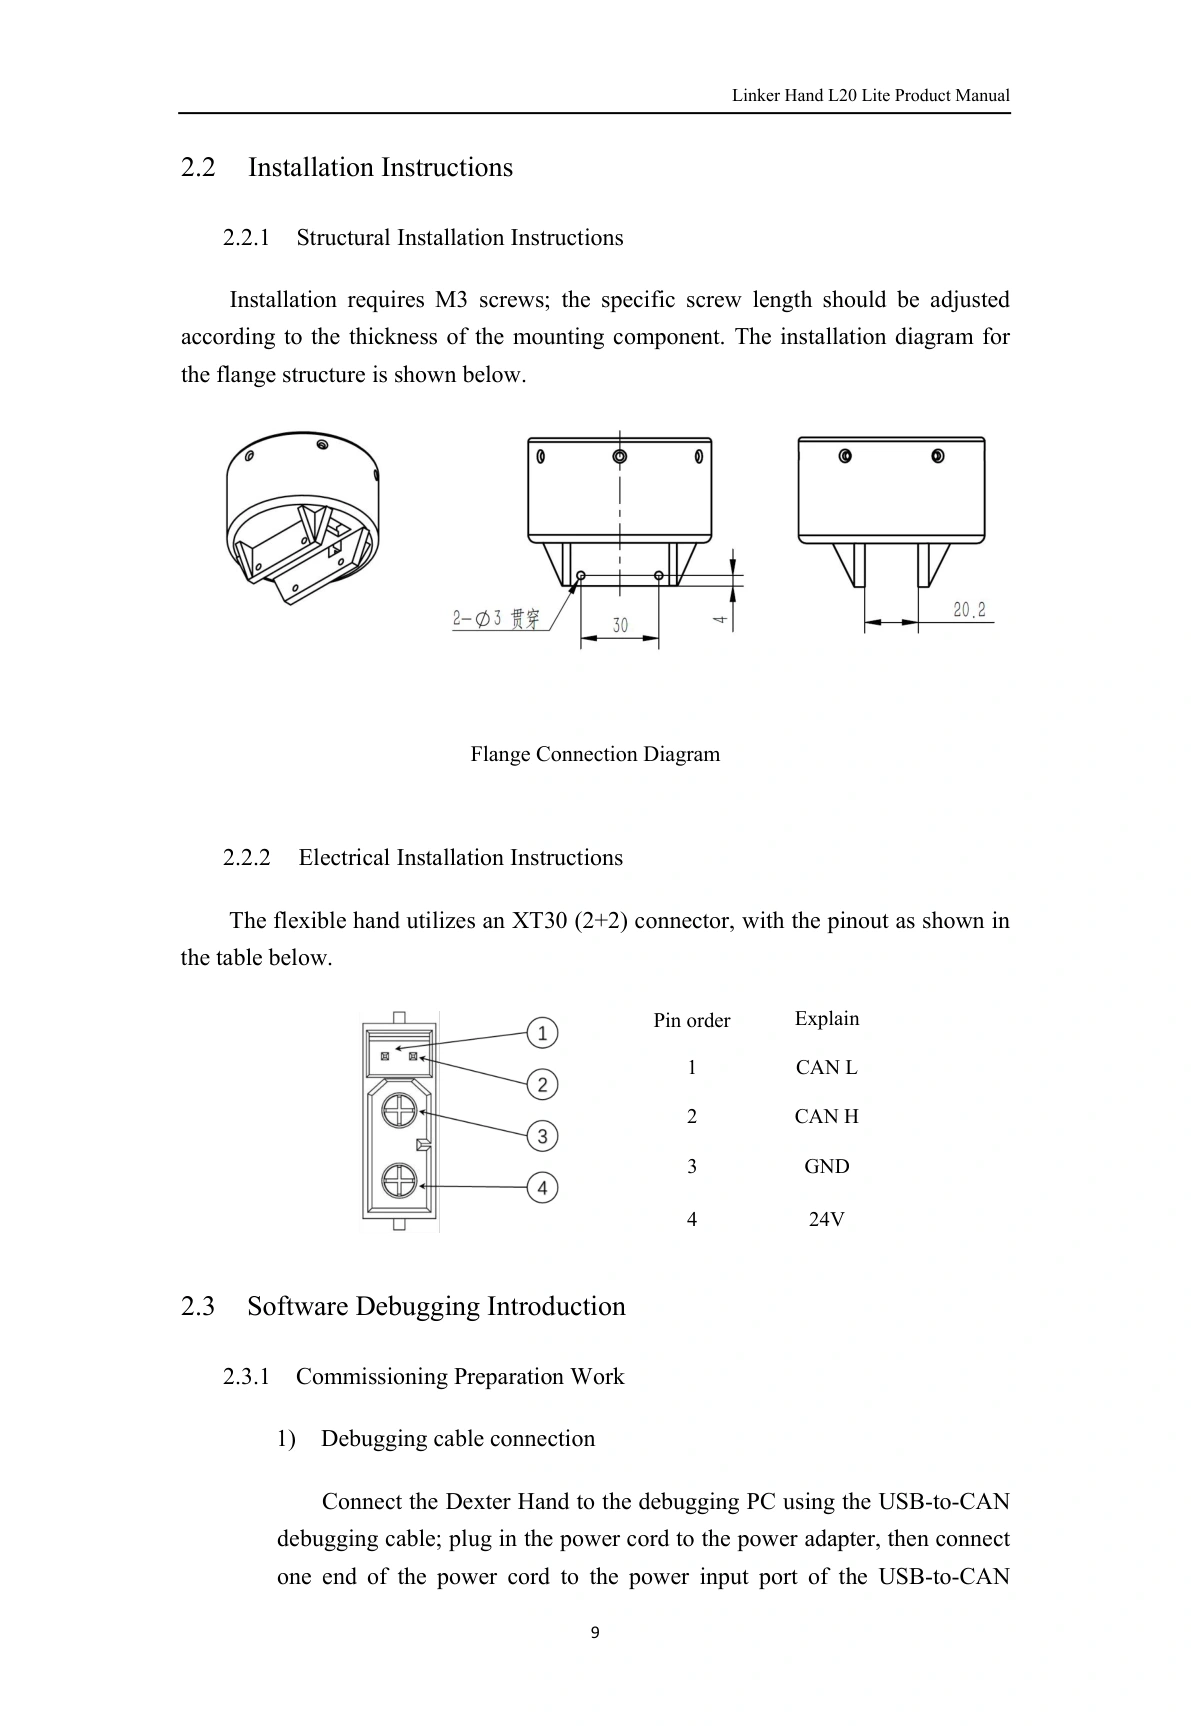 Linker Hand L20 Lite Product Manual
2.2 Installation Instructions
2.2.1 Structural Installation Instructions
Installation requires M3 screws; the specific screw length should be adjusted
according to the thickness of the mounting component. The installation diagram for
the flange structure is shown below.
2-Ø3 贯穿
30
4
20.2
Flange Connection Diagram
2.2.2 Electrical Installation Instructions
The flexible hand utilizes an XT30 (2+2) connector, with the pinout as shown in
the table below.
1
2
3
4
Pin order Explain
1 CAN L
2 CAN H
3 GND
4 24V
2.3 Software Debugging Introduction
2.3.1 Commissioning Preparation Work
1) Debugging cable connection
Connect the Dexter Hand to the debugging PC using the USB-to-CAN
debugging cable; plug in the power cord to the power adapter, then connect
one end of the power cord to the power input port of the USB-to-CAN
9